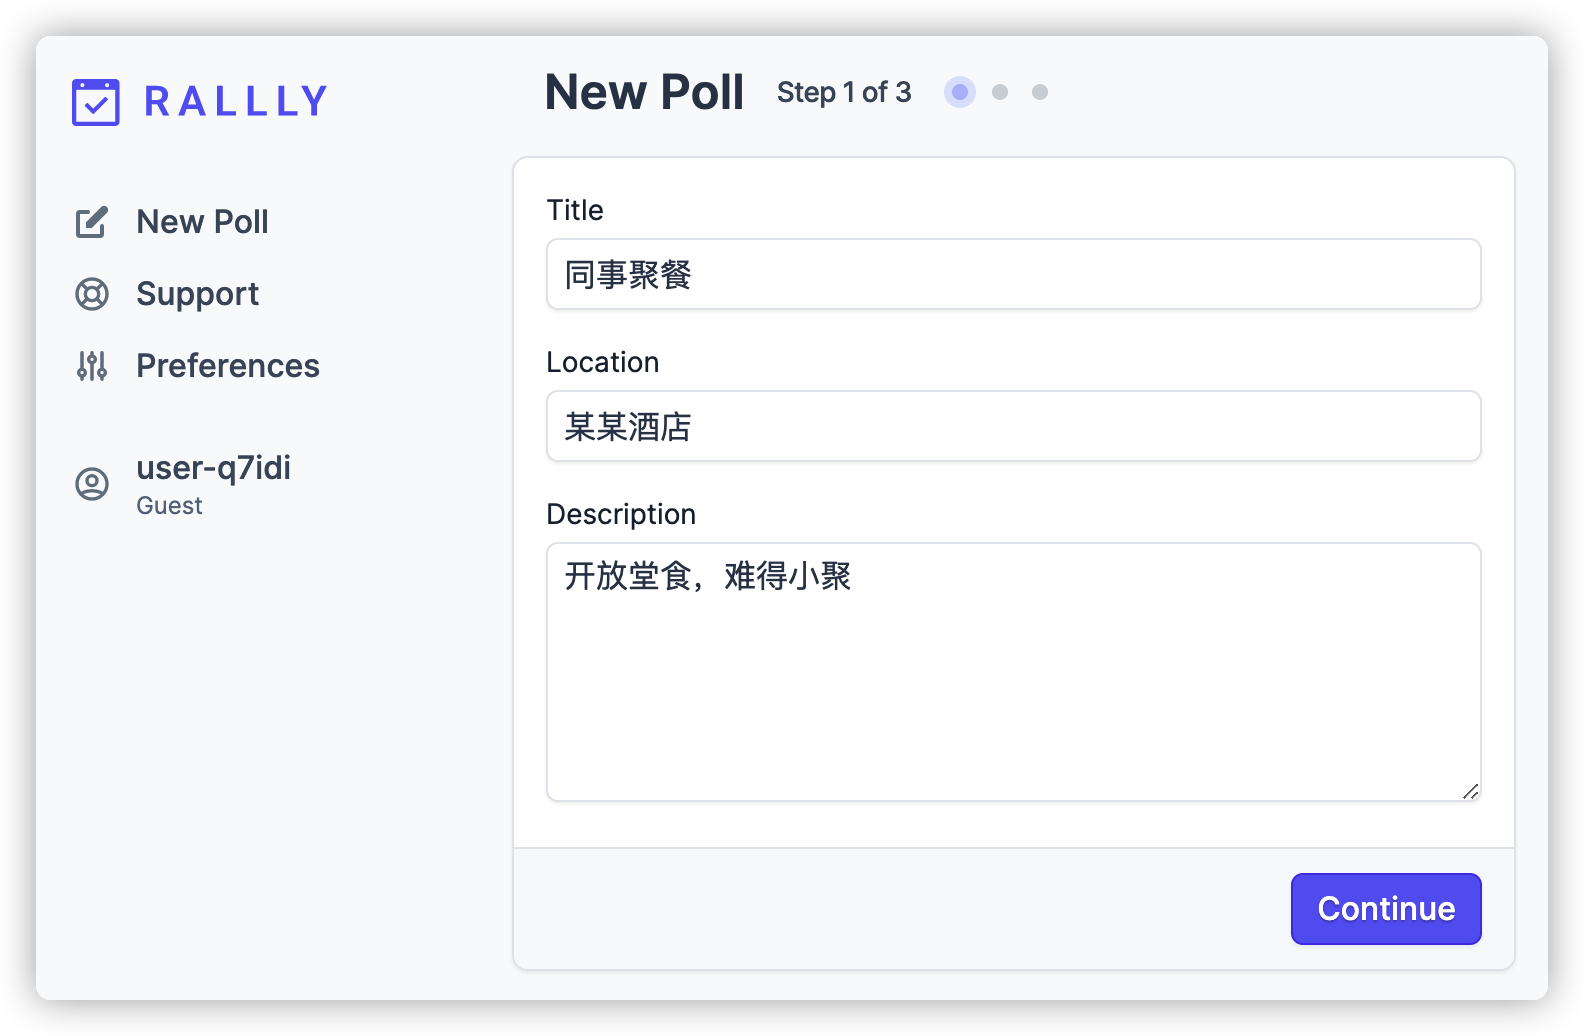 RALLLY
New Poll
Support
Preferences
user-q7idi
Guest
New Poll Step 1 of 3
Title
同事聚餐
Location
某某酒店
Description
开放堂食，难得小聚
Continue